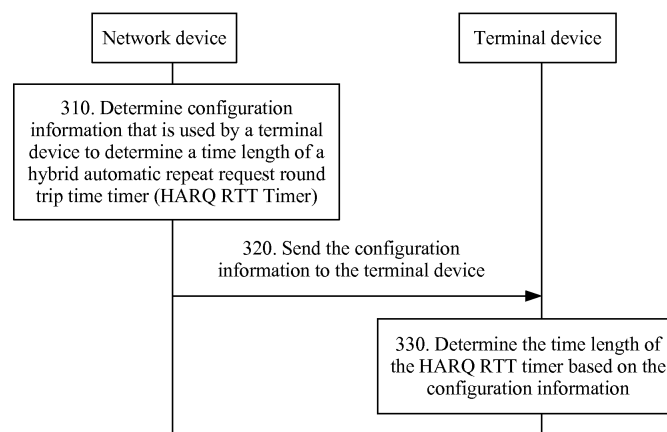 Network device
Terminal device
310. Determine configuration
information that is used by a terminal
device to determine a time length of a
hybrid automatic repeat request round
trip time timer (HARQ RTT Timer)
320. Send the configuration
information to the terminal device
330. Determine the time length of
the HARQ RTT timer based on the
configuration information